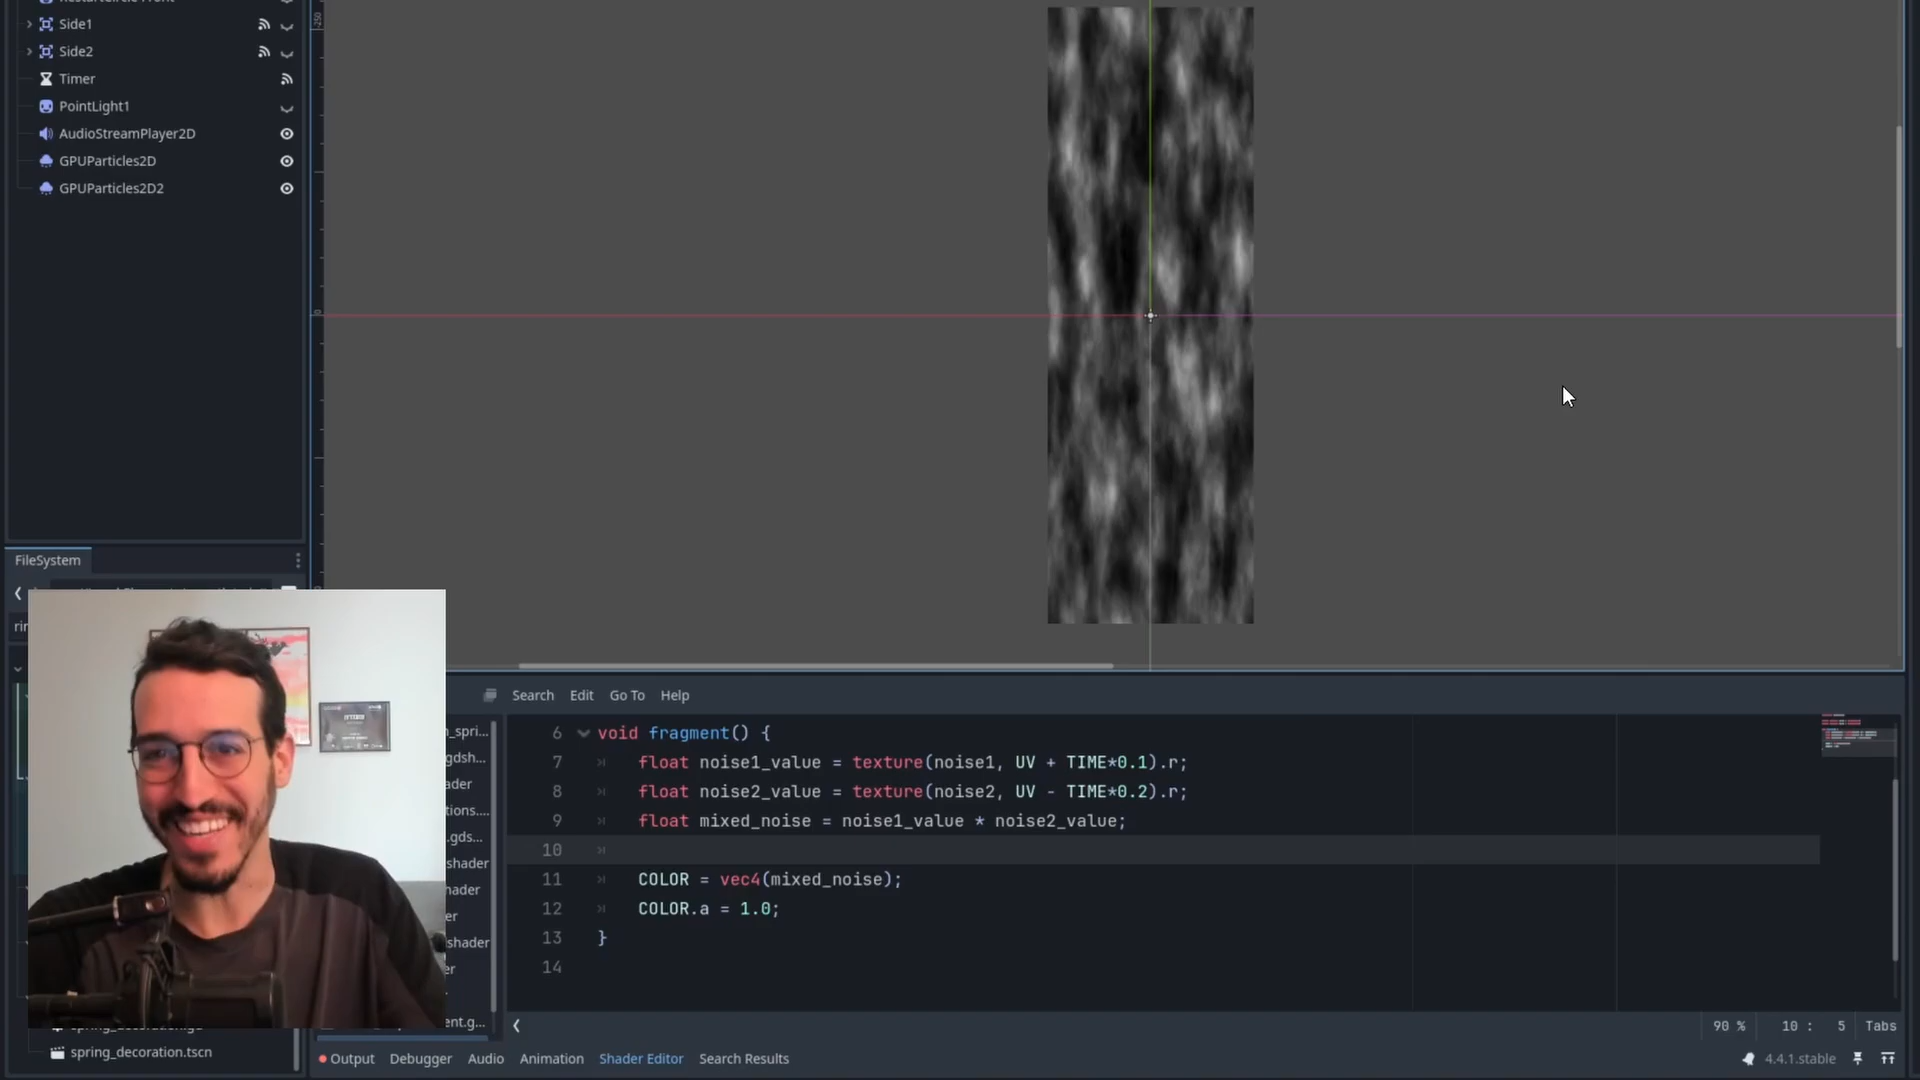 Side1
Side2
Timer
PointLight1
AudioStreamPlayer2D
GPUParticles2D
GPUParticles2D2
FileSystem
Search Edit Go To Help
6 void fragment() {
7 float noise1_value = texture(noise1, UV + TIME*0.1).r;
8 float noise2_value = texture(noise2, UV - TIME*0.2).r;
9 float mixed_noise = noise1_value * noise2_value;
10
11 COLOR = vec4(mixed_noise);
12 COLOR.a = 1.0;
13 }
14
90 % 10 : 5 Tabs
spring_decoration.tscn
Output Debugger Audio Animation Shader Editor Search Results
4.4.1.stable